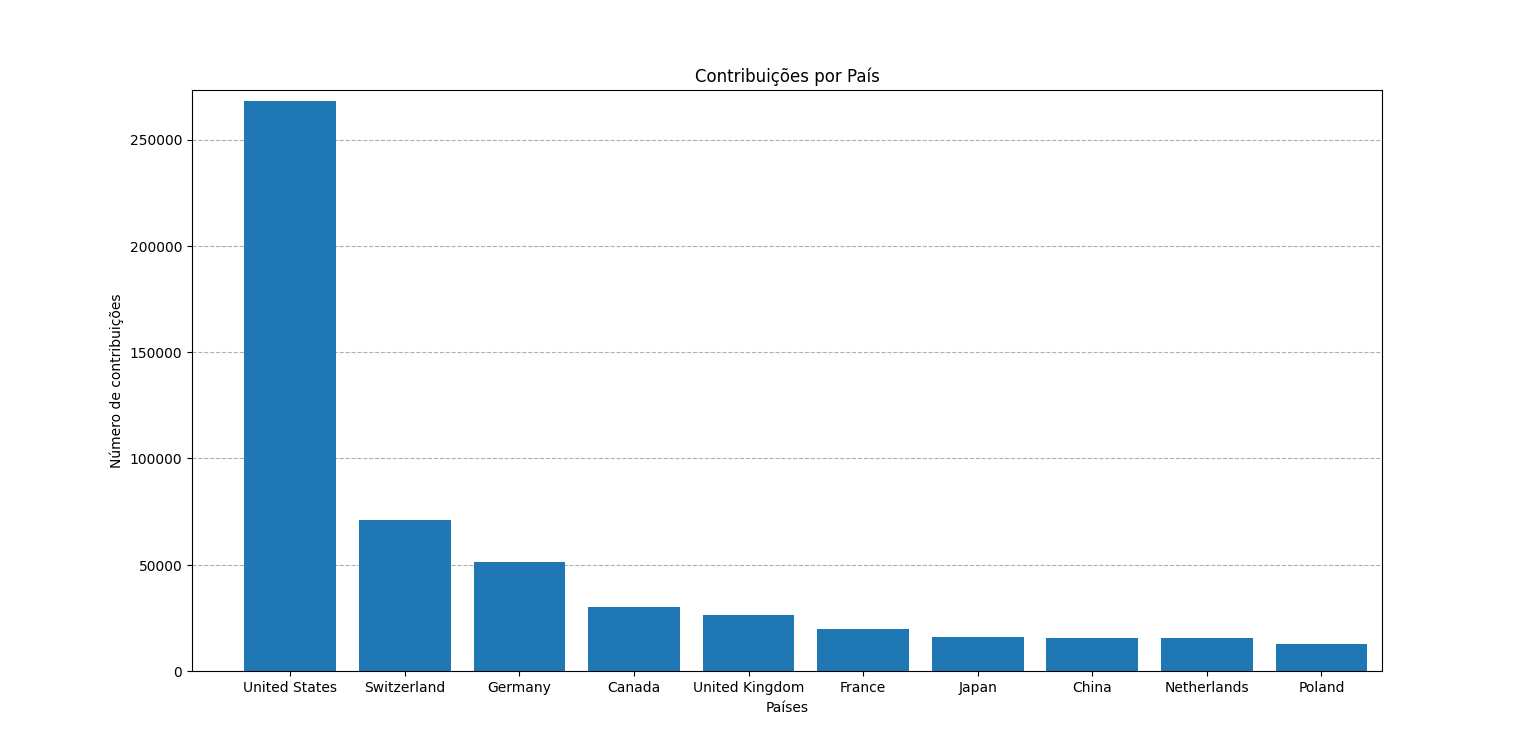 Contribuições por País
250000
200000
150000
100000
50000
0
Número de contribuições
United States Switzerland Germany Canada United Kingdom France Japan China Netherlands Poland
Países